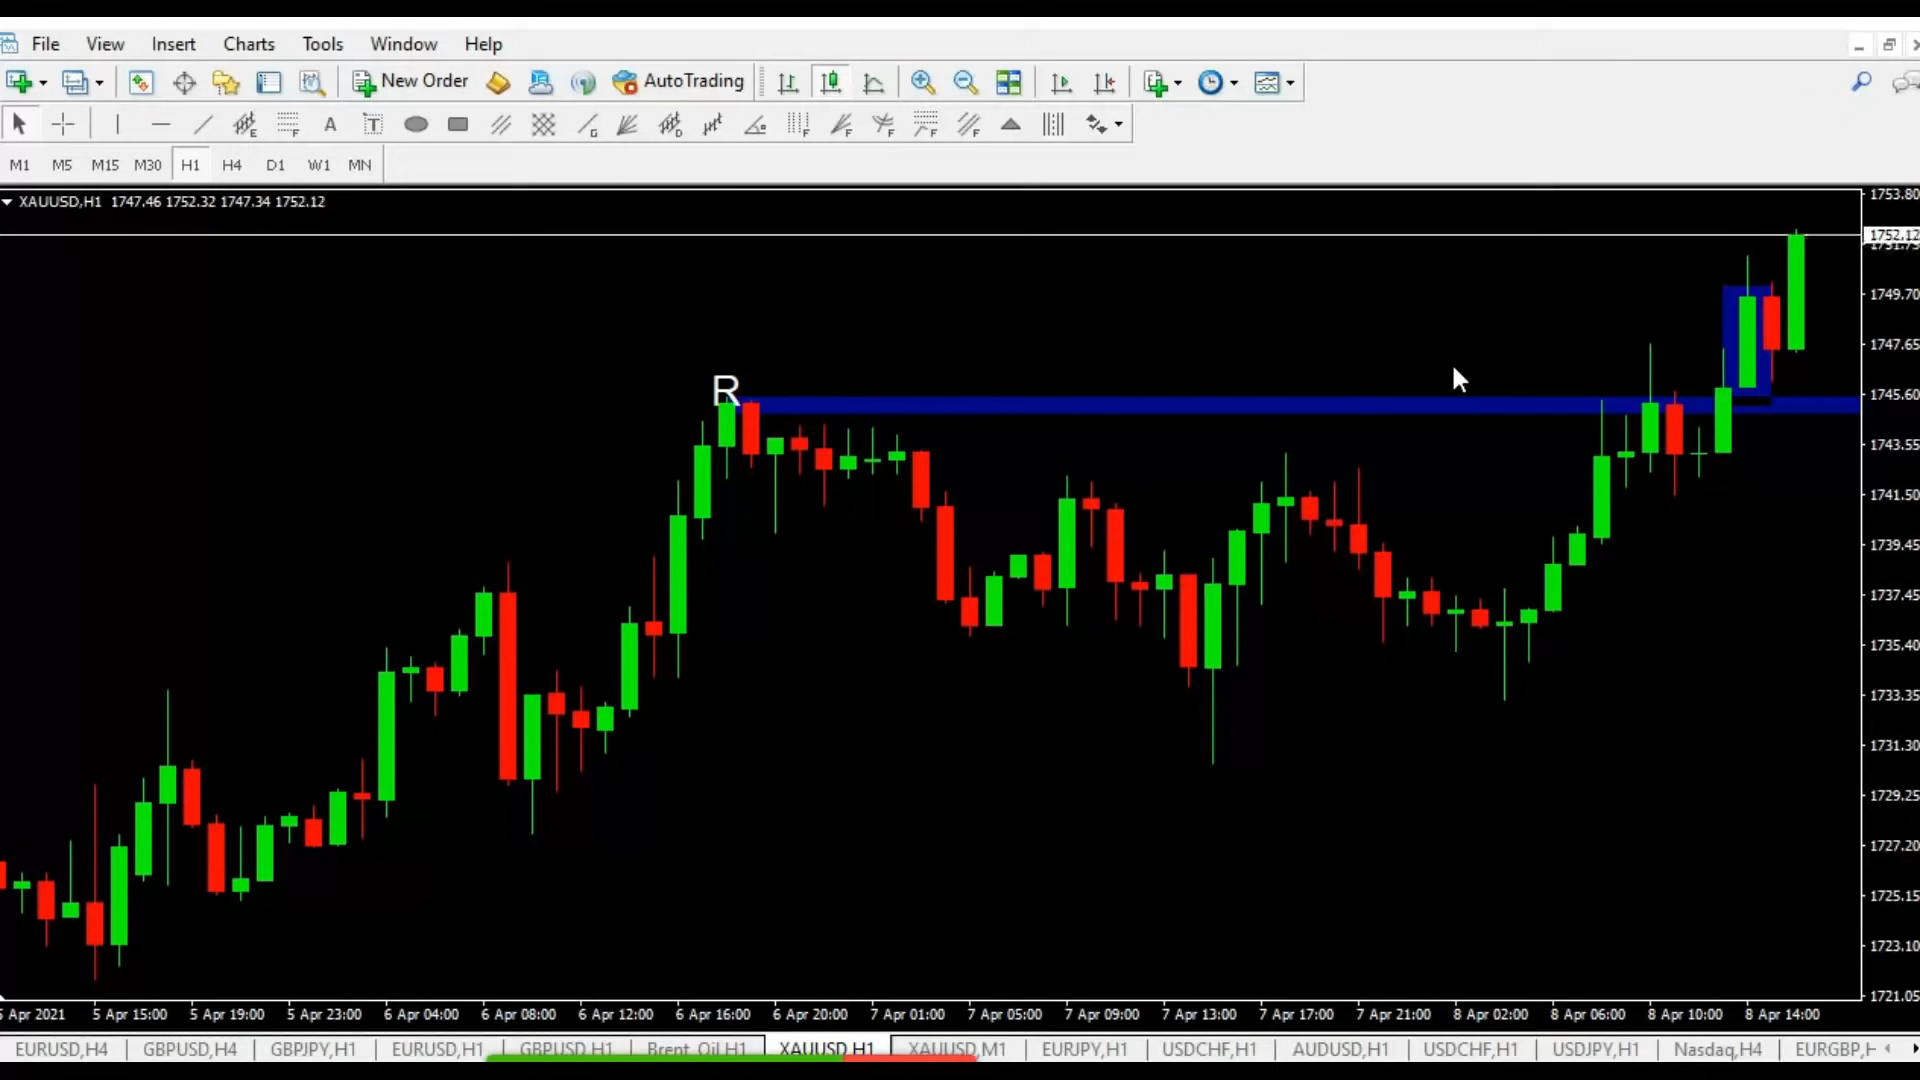 File View Insert Charts Tools Window Help
New Order AutoTrading
A T
M1 M5 M15 M30 H1 H4 D1 W1 MN
XAUUSD,H1 1747.46 1752.32 1747.34 1752.12
1753.80
1752.12
1749.70
1747.65
R
1745.60
1743.55
1741.50
1739.45
1737.45
1735.40
1733.35
1731.30
1729.25
1727.20
1725.15
1723.10
1721.05
5 Apr 2021 5 Apr 15:00 5 Apr 19:00 5 Apr 23:00 6 Apr 04:00 6 Apr 08:00 6 Apr 12:00 6 Apr 16:00 6 Apr 20:00 7 Apr 01:00 7 Apr 05:00 7 Apr 09:00 7 Apr 13:00 7 Apr 17:00 7 Apr 21:00 8 Apr 02:00 8 Apr 06:00 8 Apr 10:00 8 Apr 14:00
EURUSD,H4 GBPUSD,H4 GBPJPY,H1 EURUSD,H1 GBPUSD,H1 Brent_Oil,H1 XAUUSD,H1 XAUUSD,M1 EURJPY,H1 USDCHF,H1 AUDUSD,H1 USDCHF,H1 USDJPY,H1 Nasdaq,H4 EURGBP,H